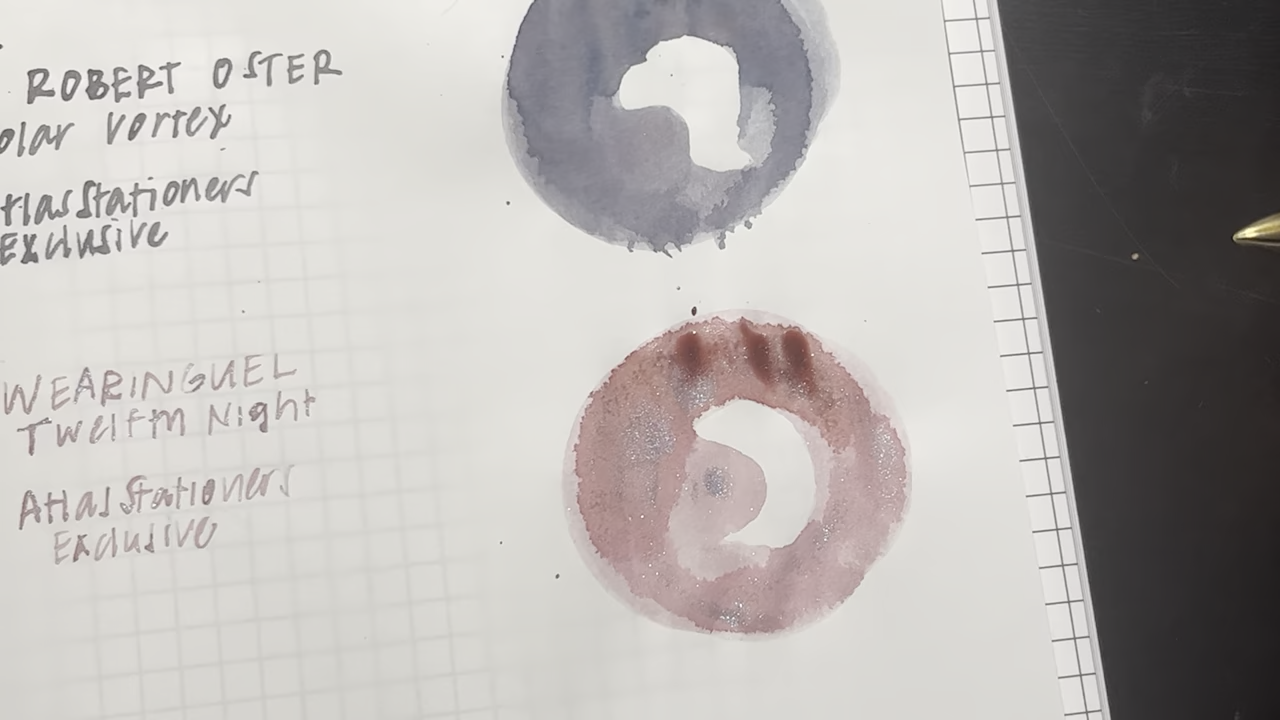 ROBERT OSTER
olar Vortex
tlas Stationers
Exclusive
WEARINGUEL
Twelfth Night
Atlas Stationers
Exclusive